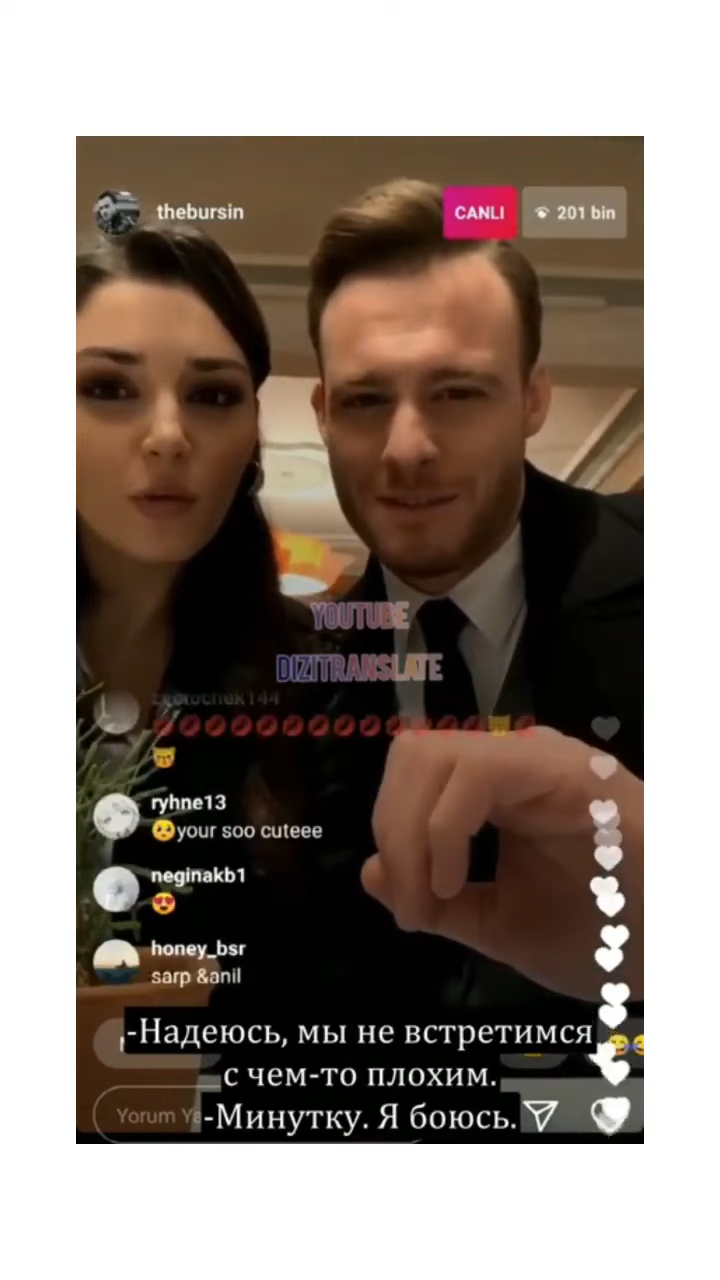 thebursin
CANLI
201 bin
YOUTUBE
DIZITRANSLATE
ryhne13
🥺your soo cuteee
neginakb1
😍
honey_bsr
sarp &anil
-Надеюсь, мы не встретимся
с чем-то плохим.
Yorum
-Минутку. Я боюсь.